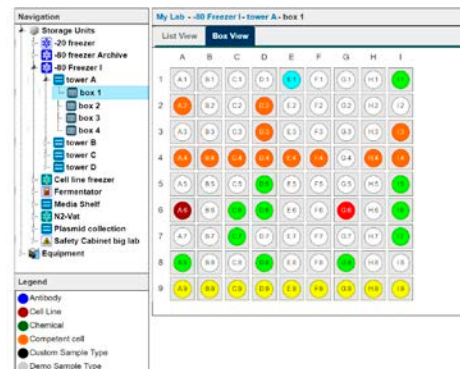 Navigation
Storage Units
-20 freezer
-80 freezer Archive
-80 Freezer I
tower A
box 1
box 2
box 3
box 4
tower B
tower C
tower D
Cell line freezer
Fermentator
Media Shelf
N2-Vat
Plasmid collection
Safety Cabinet big lab
Equipment
Legend
Antibody
Cell Line
Chemical
Competent cell
Custom Sample Type
Demo Sample Type
My Lab - -80 Freezer I - tower A - box 1
List View Box View
A B C D E F G H I
1 A1 B1 C1 D1 E1 F1 G1 H1 I1
2 A2 B2 C2 D2 E2 F2 G2 H2 I2
3 A3 B3 C3 D3 E3 F3 G3 H3 I3
4 A4 B4 C4 D4 E4 F4 G4 H4 I4
5 A5 B5 C5 D5 E5 F5 G5 H5 I5
6 A6 B6 C6 D6 E6 F6 G6 H6 I6
7 A7 B7 C7 D7 E7 F7 G7 H7 I7
8 A8 B8 C8 D8 E8 F8 G8 H8 I8
9 A9 B9 C9 D9 E9 F9 G9 H9 I9